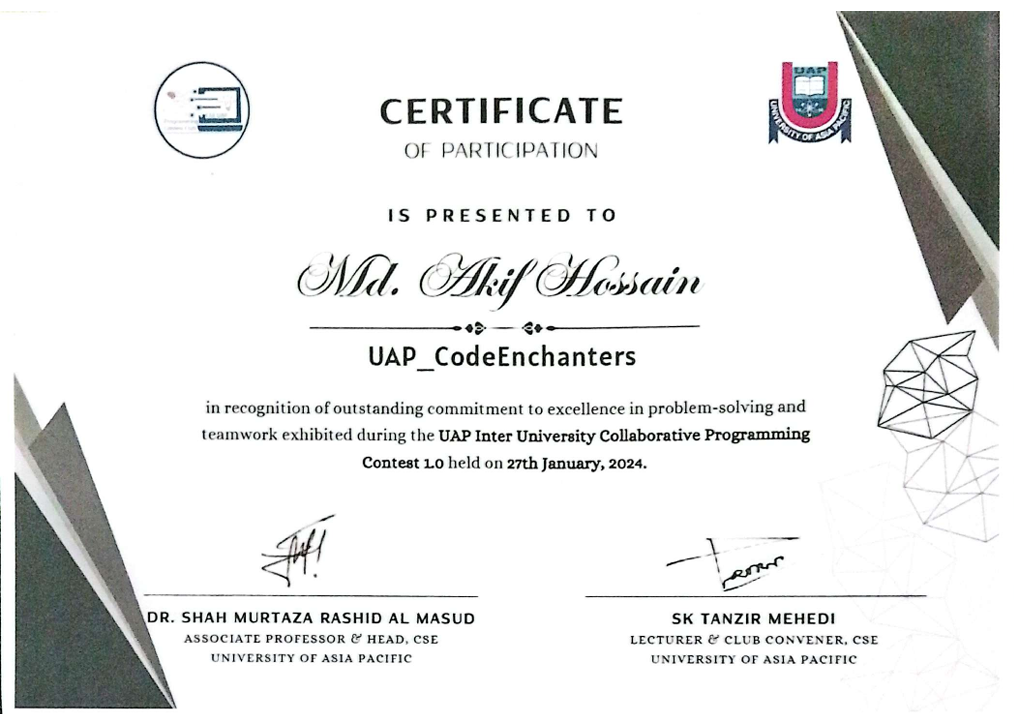 UAP
UNIVERSITY OF ASIA PACIFIC
CERTIFICATE
OF PARTICIPATION
IS PRESENTED TO
Md. Akif Hossain
UAP_CodeEnchanters
in recognition of outstanding commitment to excellence in problem-solving and
teamwork exhibited during the UAP Inter University Collaborative Programming
Contest 1.0 held on 27th January, 2024.
DR. SHAH MURTAZA RASHID AL MASUD
ASSOCIATE PROFESSOR & HEAD, CSE
UNIVERSITY OF ASIA PACIFIC
SK TANZIR MEHEDI
LECTURER & CLUB CONVENER, CSE
UNIVERSITY OF ASIA PACIFIC